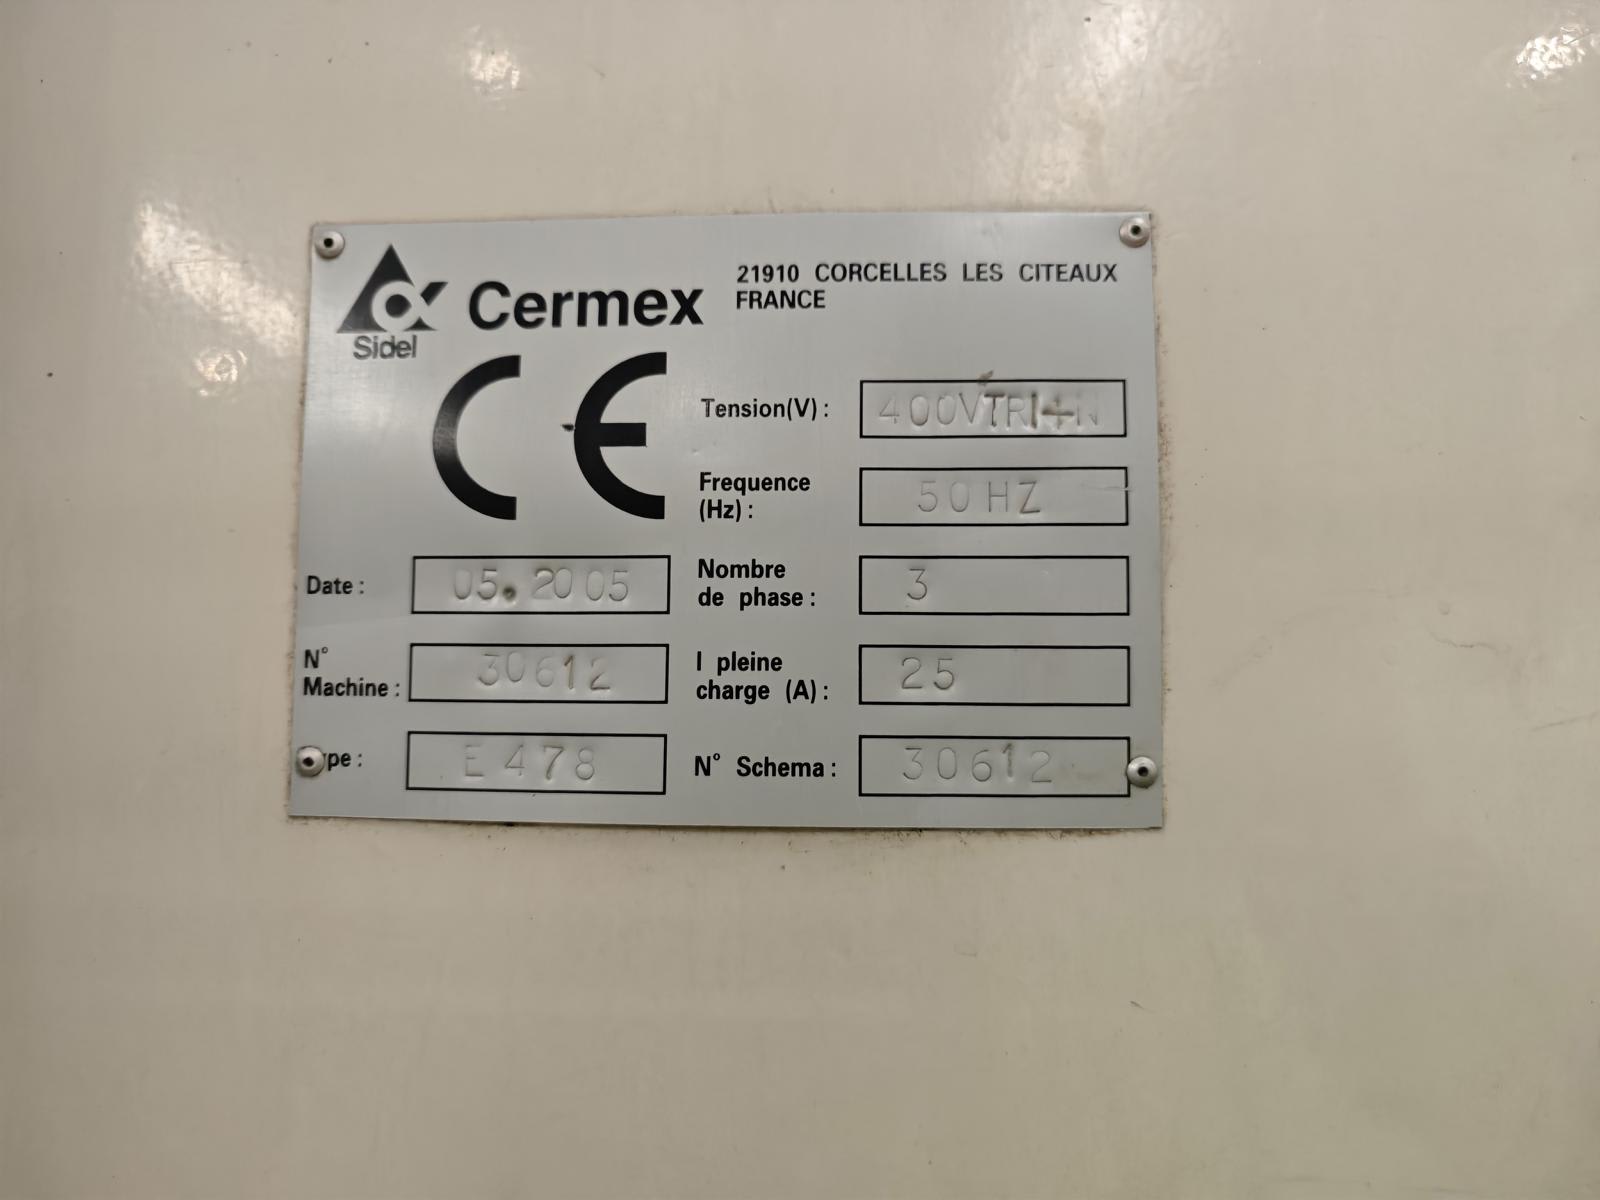 Cermex
21910 CORCELLES LES CITEAUX
FRANCE
Sidel
CE
Tension(V) : 400VTRI+N
Frequence
(Hz) : 50HZ
Date : 05.2005
Nombre
de phase : 3
N°
Machine : 30612
I pleine
charge (A) : 25
pe : E478
N° Schema : 30612